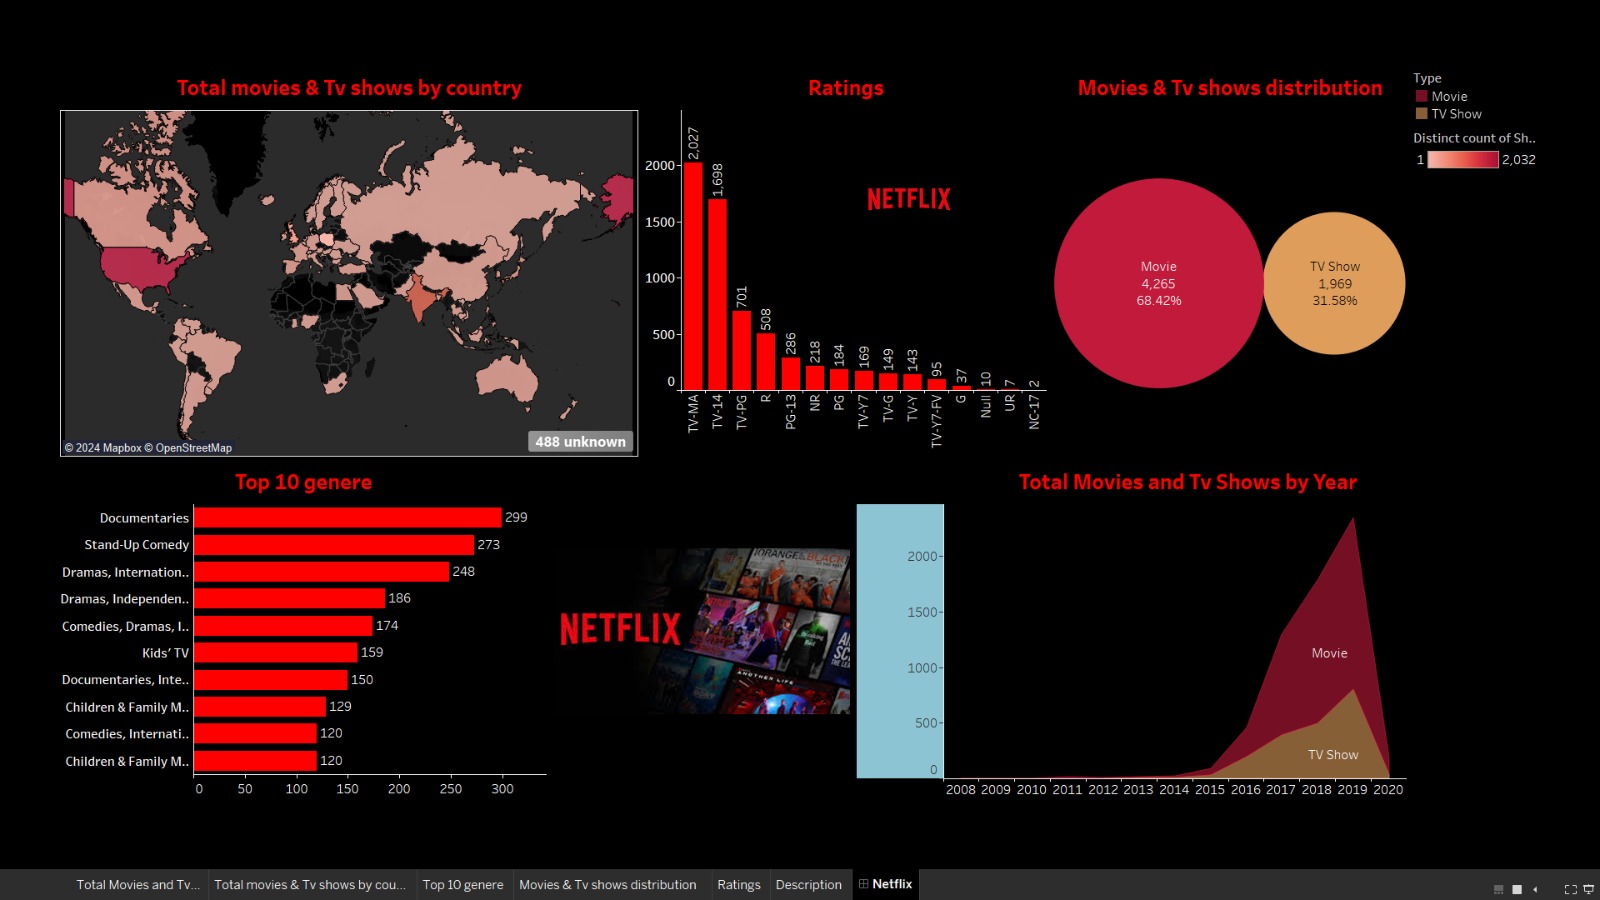 Total movies & Tv shows by country
© 2024 Mapbox © OpenStreetMap
488 unknown
Ratings
2000
1500
1000
500
0
2,027
1,698
701
508
286
218
184
169
149
143
95
37
10
7
2
TV-MA
TV-14
TV-PG
R
PG-13
NR
PG
TV-Y7
TV-G
TV-Y
TV-Y7-FV
G
Null
UR
NC-17
NETFLIX
Movies & Tv shows distribution
Movie
4,265
68.42%
TV Show
1,969
31.58%
Type
Movie
TV Show
Distinct count of Sh..
1 2,032
Top 10 genere
Documentaries 299
Stand-Up Comedy 273
Dramas, Internation.. 248
Dramas, Independen.. 186
Comedies, Dramas, I.. 174
Kids' TV 159
Documentaries, Inte.. 150
Children & Family M.. 129
Comedies, Internati.. 120
Children & Family M.. 120
0 50 100 150 200 250 300
NETFLIX
ORANGE IS THE BLACK
ANOTHER LIFE
Total Movies and Tv Shows by Year
2000
1500
1000
500
0
Movie
TV Show
2008 2009 2010 2011 2012 2013 2014 2015 2016 2017 2018 2019 2020
Total Movies and Tv... Total movies & Tv shows by cou... Top 10 genere Movies & Tv shows distribution Ratings Description Netflix